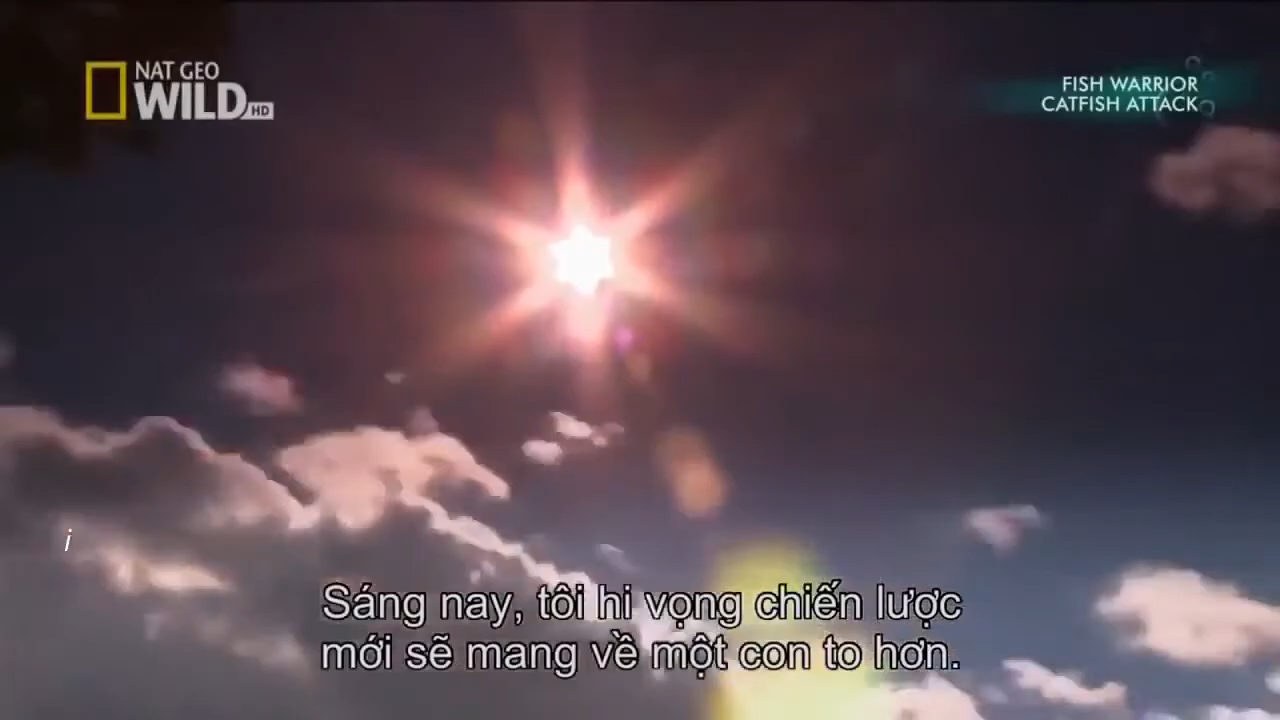 NAT GEO
WILD HD
FISH WARRIOR
CATFISH ATTACK
i
Sáng nay, tôi hi vọng chiến lược
mới sẽ mang về một con to hơn.